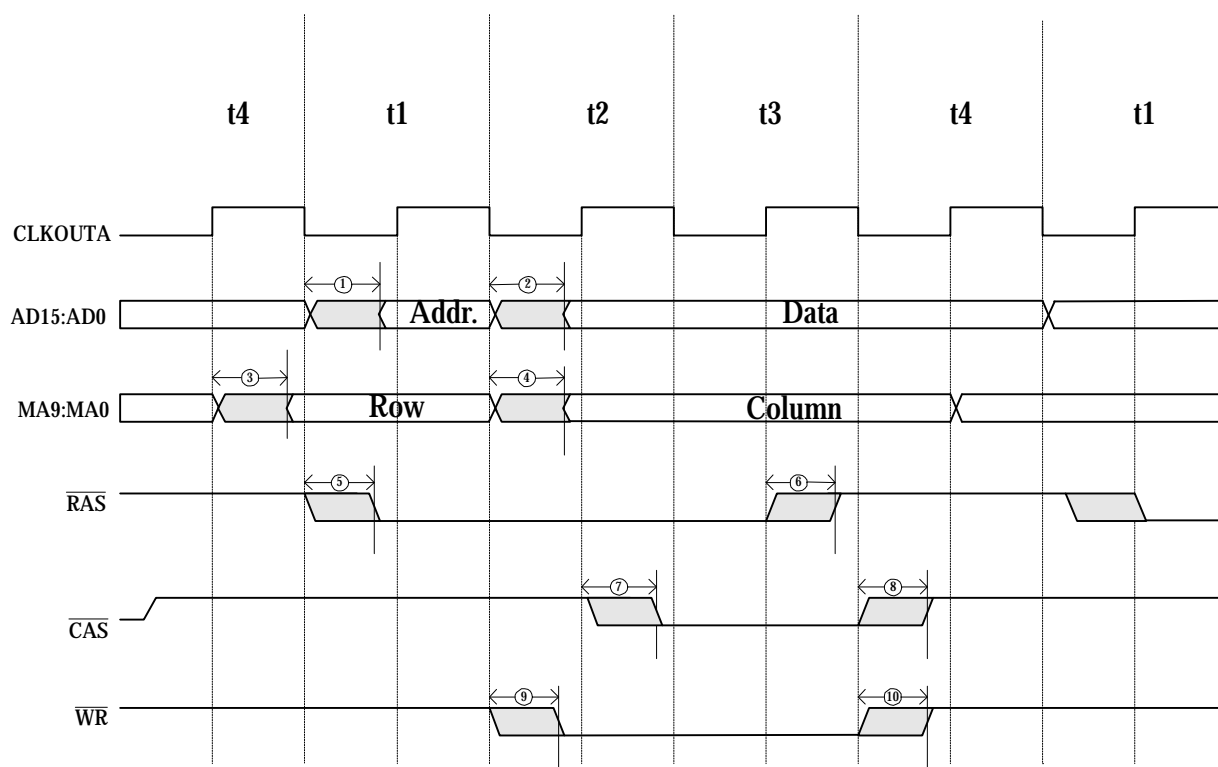 t4 t1 t2 t3 t4 t1
CLKOUTA
1 2
AD15:AD0 Addr. Data
3 4
MA9:MA0 Row Column
5 6
RAS
7 8
CAS
9 10
WR